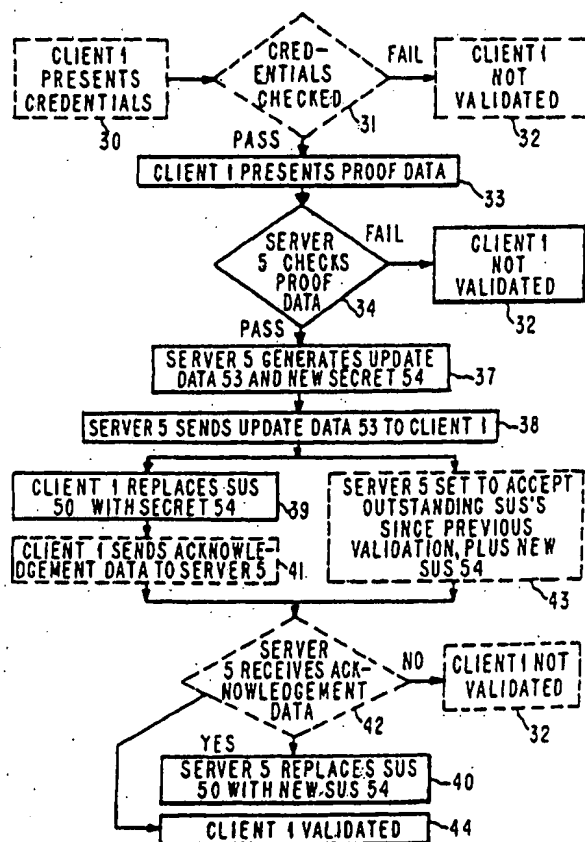 CLIENT 1
PRESENTS
CREDENTIALS
30
CRED-
ENTIALS
CHECKED
31
FAIL
CLIENT 1
NOT
VALIDATED
32
PASS
CLIENT 1 PRESENTS PROOF DATA
33
SERVER
5 CHECKS
PROOF
DATA
34
FAIL
CLIENT 1
NOT
VALIDATED
32
PASS
SERVER 5 GENERATES UPDATE
DATA 53 AND NEW SECRET 54
37
SERVER 5 SENDS UPDATE DATA 53 TO CLIENT 1
38
CLIENT 1 REPLACES SUS
50 WITH SECRET 54
39
CLIENT 1 SENDS ACKNOWLE-
DGEMENT DATA TO SERVER 5
41
SERVER 5 SET TO ACCEPT
OUTSTANDING SUS'S
SINCE PREVIOUS
VALIDATION, PLUS NEW
SUS 54
43
SERVER
5 RECEIVES ACK-
NOWLEDGEMENT
DATA
42
NO
CLIENT 1 NOT
VALIDATED
32
YES
SERVER 5 REPLACES SUS
50 WITH NEW SUS 54
40
CLIENT 1 VALIDATED
44